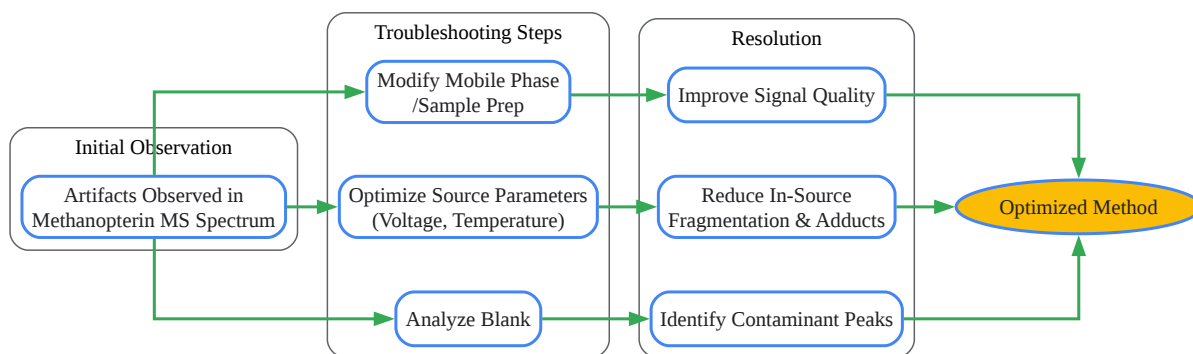 Troubleshooting Steps
Resolution
Modify Mobile Phase
/Sample Prep
Improve Signal Quality
Initial Observation
Artifacts Observed in
Methanopterin MS Spectrum
Optimize Source Parameters
(Voltage, Temperature)
Reduce In-Source
Fragmentation & Adducts
Optimized Method
Analyze Blank
Identify Contaminant Peaks